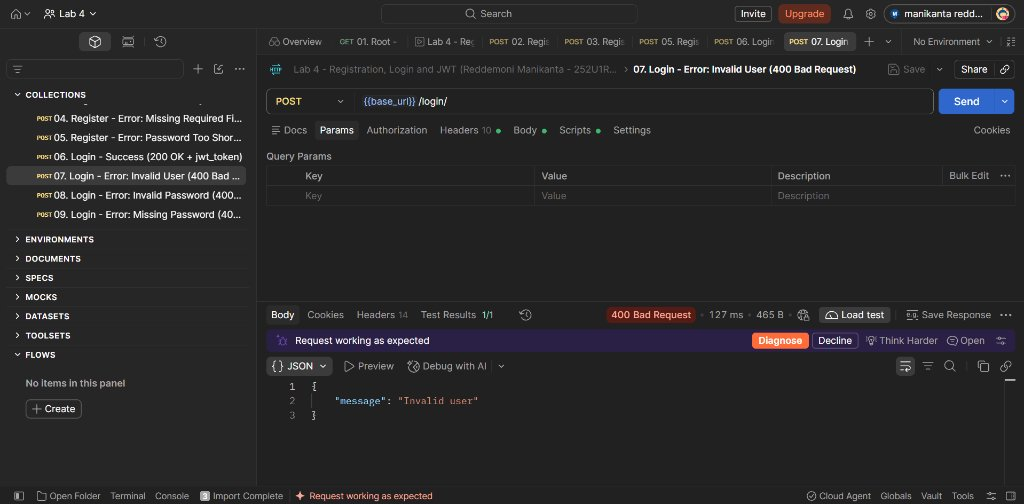 Lab 4
Search
Invite
Upgrade
manikanta redd...
Overview
GET 01. Root -
Lab 4 - Reg
POST 02. Regis
POST 03. Regis
POST 05. Regis
POST 06. Login
POST 07. Login
No Environment
Lab 4 - Registration, Login and JWT (Reddemoni Manikanta - 252U1R... > 07. Login - Error: Invalid User (400 Bad Request)
Save
Share
COLLECTIONS
POST 04. Register - Error: Missing Required Fi...
POST 05. Register - Error: Password Too Shor...
POST 06. Login - Success (200 OK + jwt_token)
POST 07. Login - Error: Invalid User (400 Bad ...
POST 08. Login - Error: Invalid Password (400...
POST 09. Login - Error: Missing Password (40...
ENVIRONMENTS
DOCUMENTS
SPECS
MOCKS
DATASETS
TOOLSETS
FLOWS
No items in this panel
Create
POST
{{base_url}} /login/
Send
Docs
Params
Authorization
Headers 10
Body
Scripts
Settings
Cookies
Query Params
Key
Value
Description
Bulk Edit
Key
Value
Description
Body
Cookies
Headers 14
Test Results 1/1
400 Bad Request
127 ms
465 B
Load test
Save Response
Request working as expected
Diagnose
Decline
Think Harder
Open
{ } JSON
Preview
Debug with AI
1 {
2 "message": "Invalid user"
3 }
Open Folder
Terminal
Console
3 Import Complete
Request working as expected
Cloud Agent
Globals
Vault
Tools